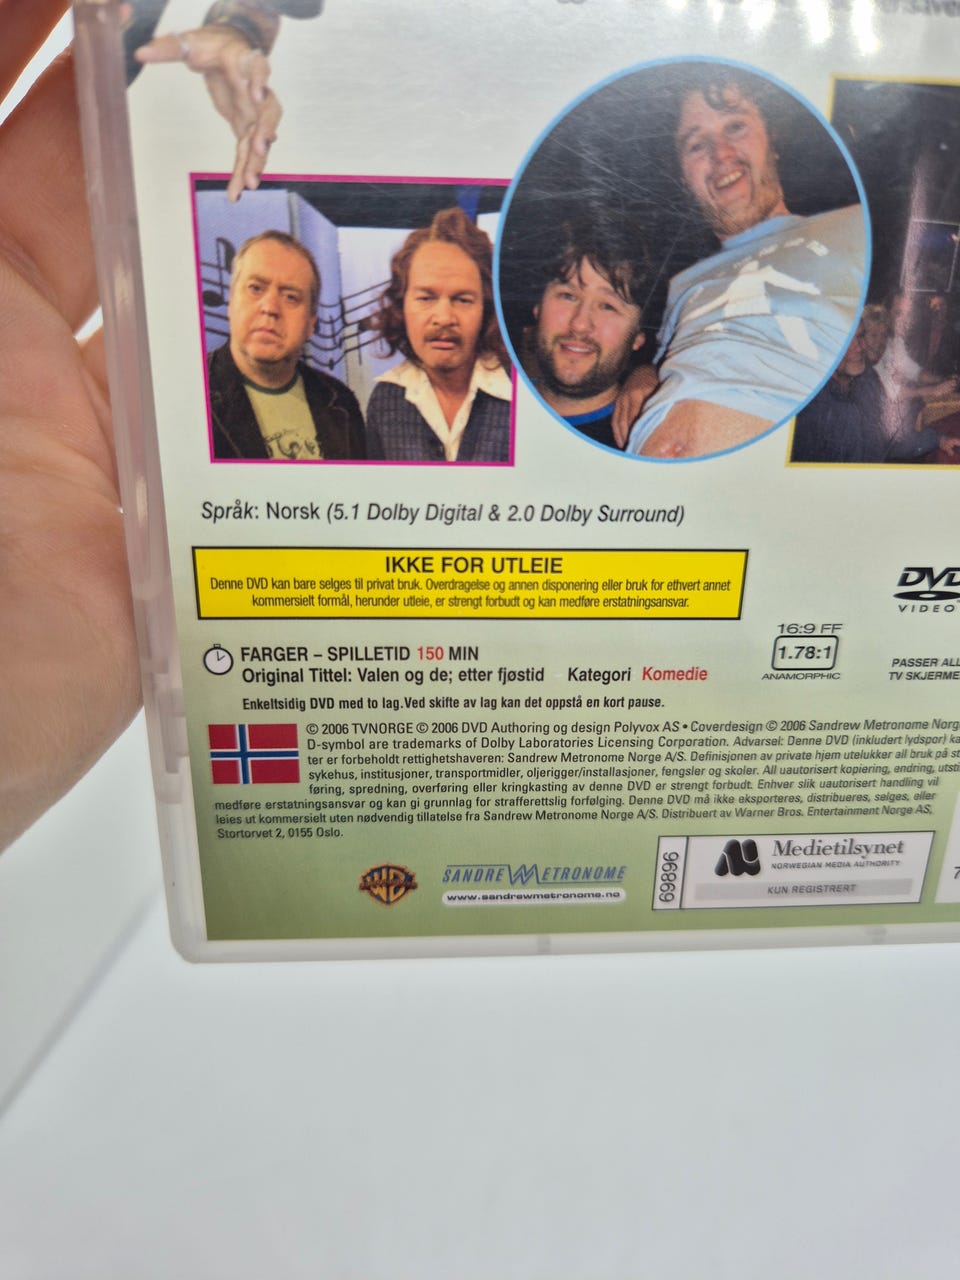 Språk: Norsk (5.1 Dolby Digital & 2.0 Dolby Surround)
IKKE FOR UTLEIE
Denne DVD kan bare selges til privat bruk. Overdragelse og annen disponering eller bruk for ethvert annet
kommersielt formål, herunder utleie, er strengt forbudt og kan medføre erstatningsansvar.
DVD
VIDEO
16:9 FF
1.78:1
ANAMORPHIC
PASSER ALL
TV SKJERME
FARGER – SPILLETID 150 MIN
Original Tittel: Valen og de; etter fjøstid Kategori Komedie
Enkeltsidig DVD med to lag. Ved skifte av lag kan det oppstå en kort pause.
© 2006 TVNORGE © 2006 DVD Authoring og design Polyvox AS • Coverdesign © 2006 Sandrew Metronome Norg
D-symbol are trademarks of Dolby Laboratories Licensing Corporation. Advarsel: Denne DVD (inkludert lydspor) ka
ter er forbeholdt rettighetshaveren: Sandrew Metronome Norge A/S. Definisjonen av private hjem utelukker all bruk på st
sykehus, institusjoner, transportmidler, oljerigger/installasjoner, fengsler og skoler. All uautorisert kopiering, endring, utsti
føring, spredning, overføring eller kringkasting av denne DVD er strengt forbudt. Enhver slik uautorisert handling vil
medføre erstatningsansvar og kan gi grunnlag for strafferettslig forfølging. Denne DVD må ikke eksporteres, distribueres, selges, eller
leies ut kommersielt uten nødvendig tillatelse fra Sandrew Metronome Norge A/S. Distribuert av Warner Bros. Entertainment Norge AS,
Stortorvet 2, 0155 Oslo.
SANDREW METRONOME
www.sandrewmetronome.no
69896
Medietilsynet
NORWEGIAN MEDIA AUTHORITY
KUN REGISTRERT
7